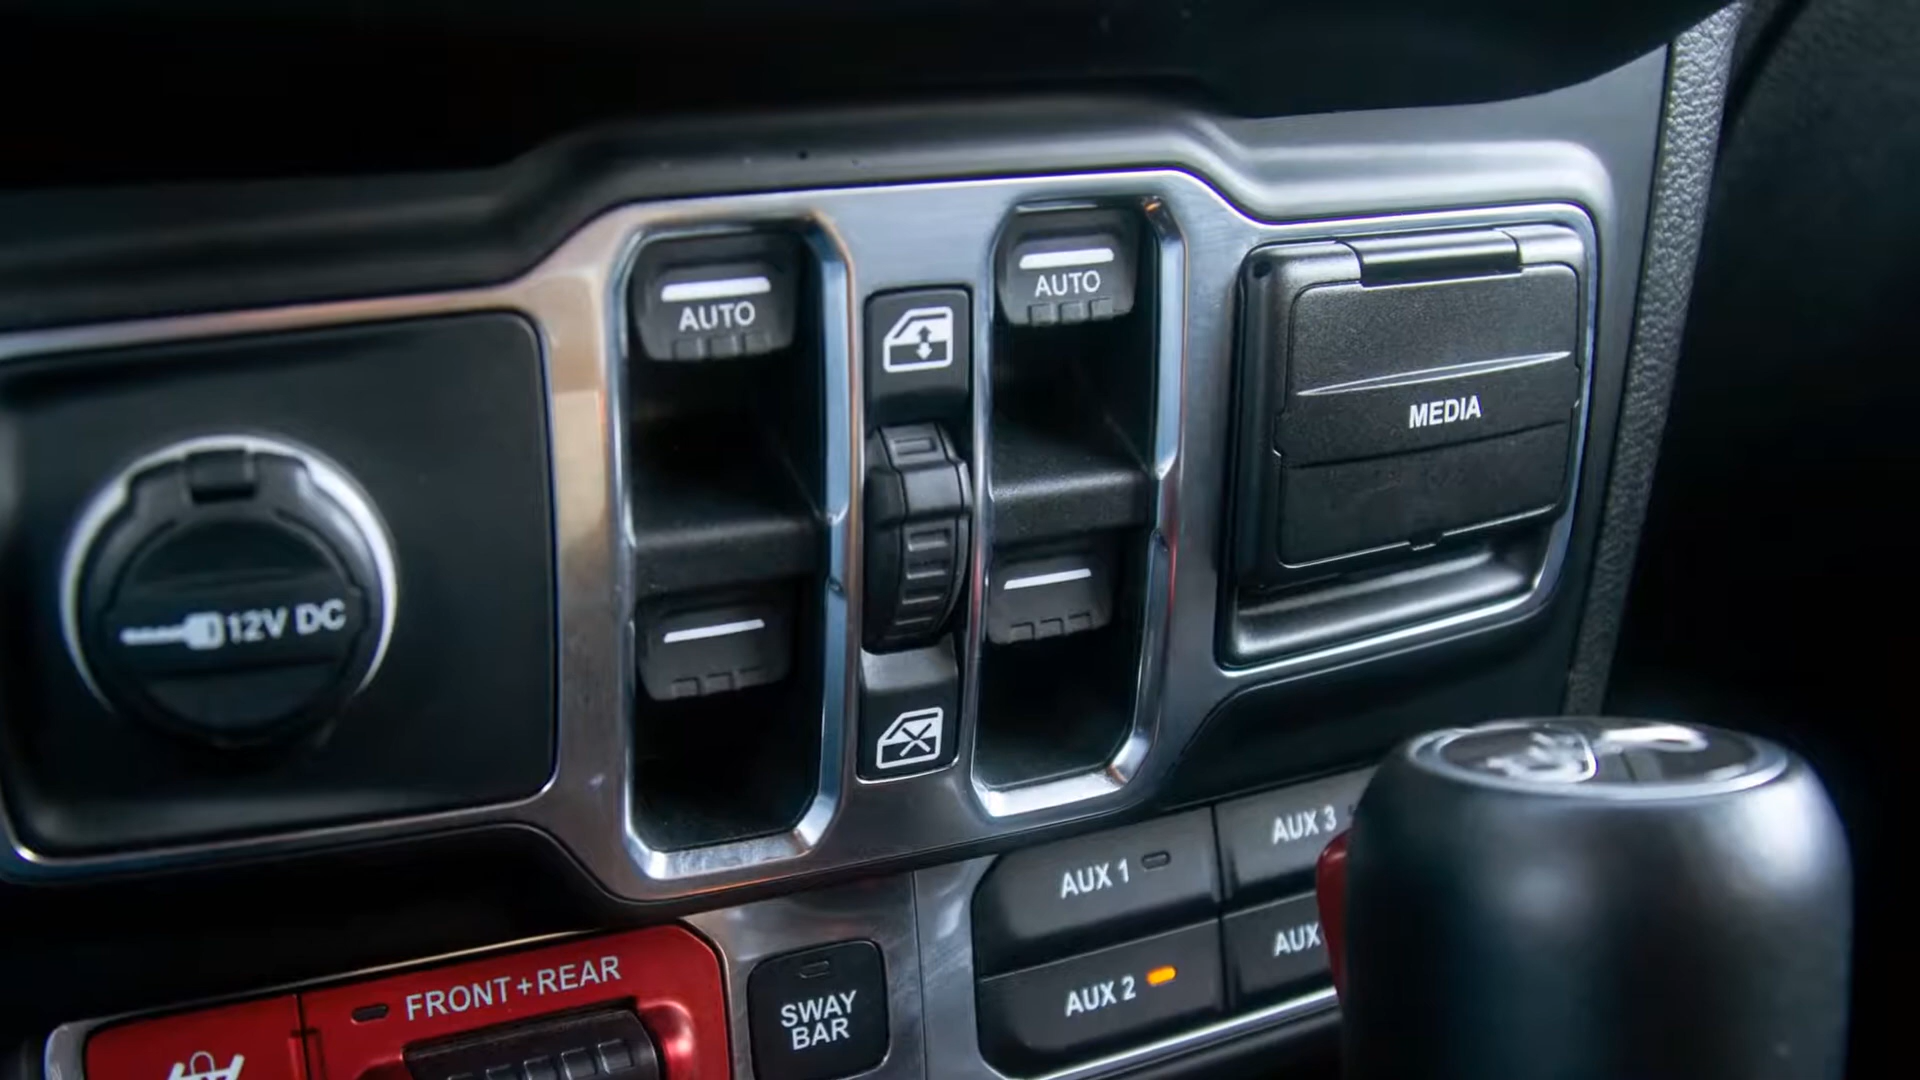 AUTO
AUTO
MEDIA
12V DC
AUX 1
AUX 3
AUX 2
AUX
FRONT+REAR
SWAY
BAR